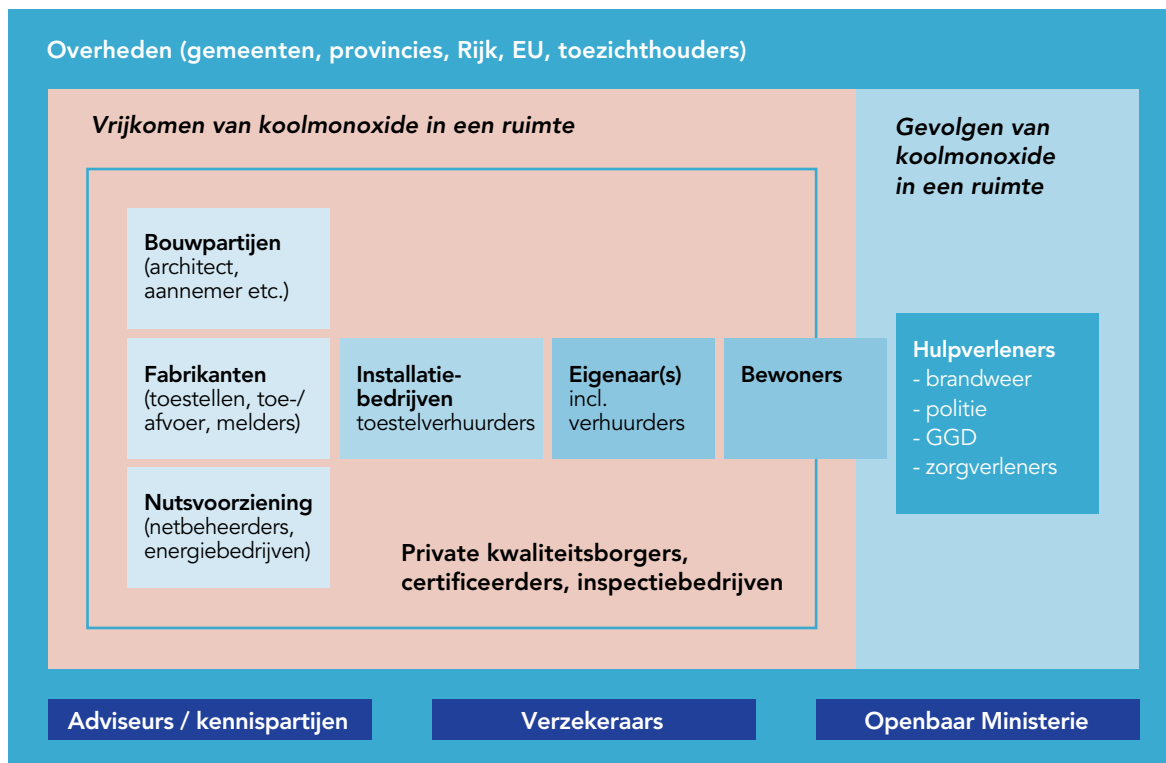 Overheden (gemeenten, provincies, Rijk, EU, toezichthouders)
Vrijkomen van koolmonoxide in een ruimte
Gevolgen van
koolmonoxide
in een ruimte
Bouwpartijen
(architect,
aannemer etc.)
Fabrikanten
(toestellen, toe-/
afvoer, melders)
Installatie-
bedrijven
toestelverhuurders
Eigenaar(s)
incl.
verhuurders
Bewoners
Hulpverleners
- brandweer
- politie
- GGD
- zorgverleners
Nutsvoorziening
(netbeheerders,
energiebedrijven)
Private kwaliteitsborgers,
certificeerders, inspectiebedrijven
Adviseurs / kennispartijen
Verzekeraars
Openbaar Ministerie